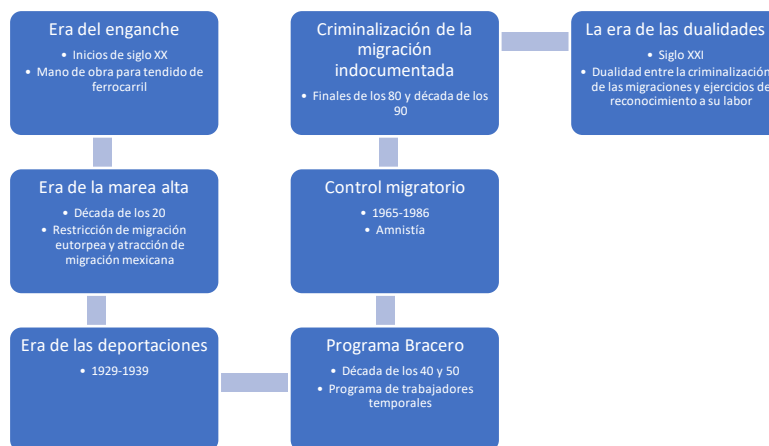 Era del enganche
• Inicios de siglo XX
• Mano de obra para tendido de
ferrocarril
Era de la marea alta
• Década de los 20
• Restricción de migración
eutorpea y atracción de
migración mexicana
Era de las deportaciones
• 1929-1939
Programa Bracero
• Década de los 40 y 50
• Programa de trabajadores
temporales
Control migratorio
• 1965-1986
• Amnistía
Criminalización de la
migración
indocumentada
• Finales de los 80 y década de los
90
La era de las dualidades
• Siglo XXI
• Dualidad entre la criminalización
de las migraciones y ejercicios de
reconocimiento a su labor